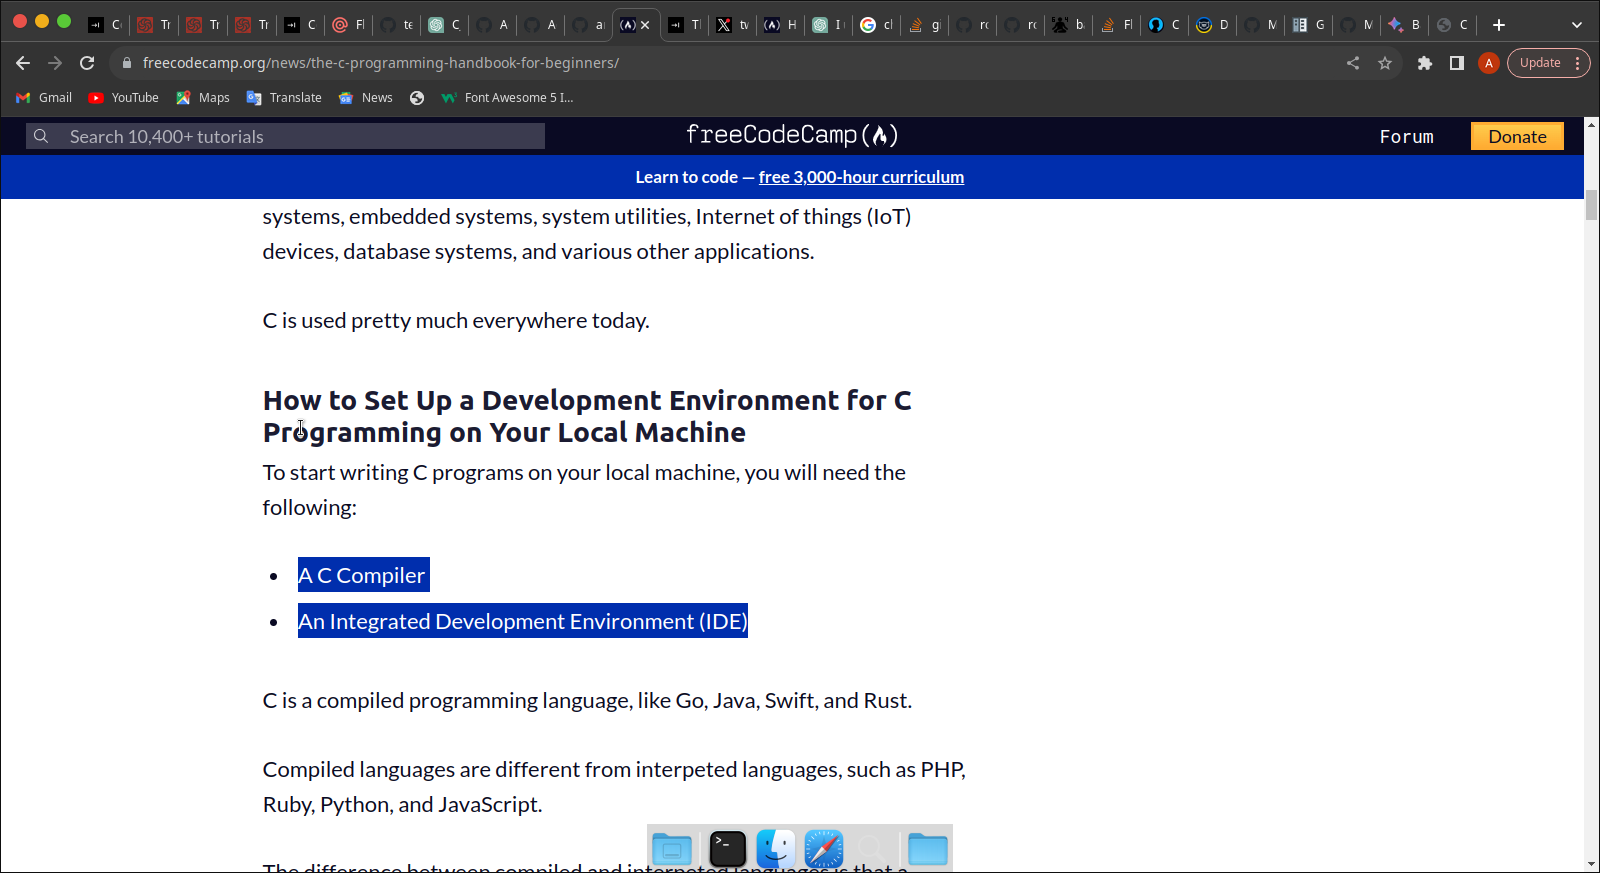 C
Tr
Tr
Tr
C
Fl
te
C
A
A
a
Tl
tv
H
I
cl
gi
rc
rc
b
Fl
C
D
M
G
M
B
C
freecodecamp.org/news/the-c-programming-handbook-for-beginners/
A
Update
Gmail
YouTube
Maps
Translate
News
Font Awesome 5 I...
Search 10,400+ tutorials
freeCodeCamp
Forum
Donate
Learn to code — free 3,000-hour curriculum
systems, embedded systems, system utilities, Internet of things (IoT)
devices, database systems, and various other applications.
C is used pretty much everywhere today.
How to Set Up a Development Environment for C
Programming on Your Local Machine
To start writing C programs on your local machine, you will need the
following:
A C Compiler
An Integrated Development Environment (IDE)
C is a compiled programming language, like Go, Java, Swift, and Rust.
Compiled languages are different from interpeted languages, such as PHP,
Ruby, Python, and JavaScript.
The difference between compiled and interpeted languages is that a